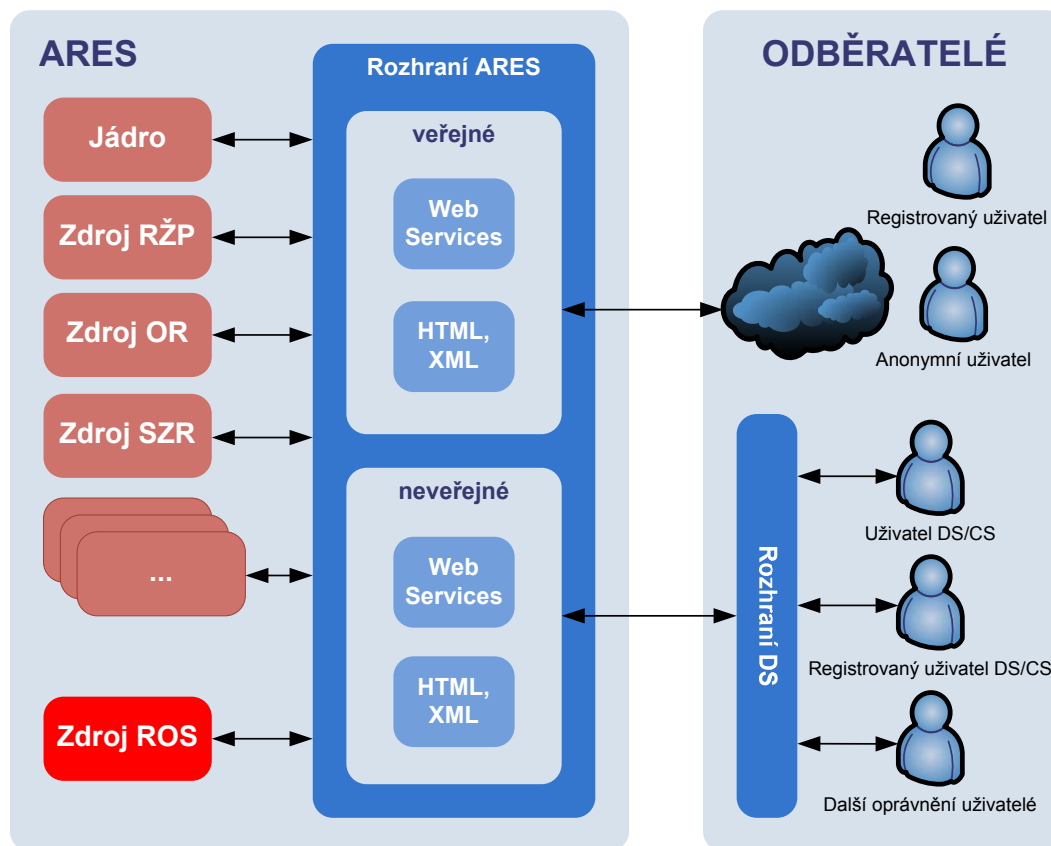 ARES
Jádro
Zdroj RŽP
Zdroj OR
Zdroj SZR
...
Zdroj ROS
Rozhraní ARES
veřejné
Web
Services
HTML,
XML
neveřejné
Web
Services
HTML,
XML
ODBĚRATELÉ
Registrovaný uživatel
Anonymní uživatel
Rozhraní DS
Uživatel DS/CS
Registrovaný uživatel DS/CS
Další oprávnění uživatelé